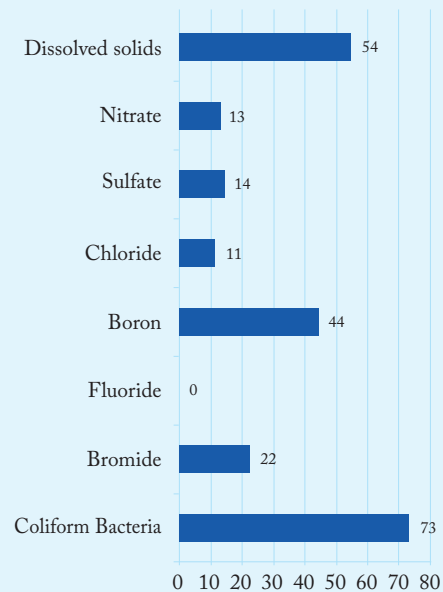 Dissolved solids 54
Nitrate 13
Sulfate 14
Chloride 11
Boron 44
Fluoride 0
Bromide 22
Coliform Bacteria 73
0 10 20 30 40 50 60 70 80